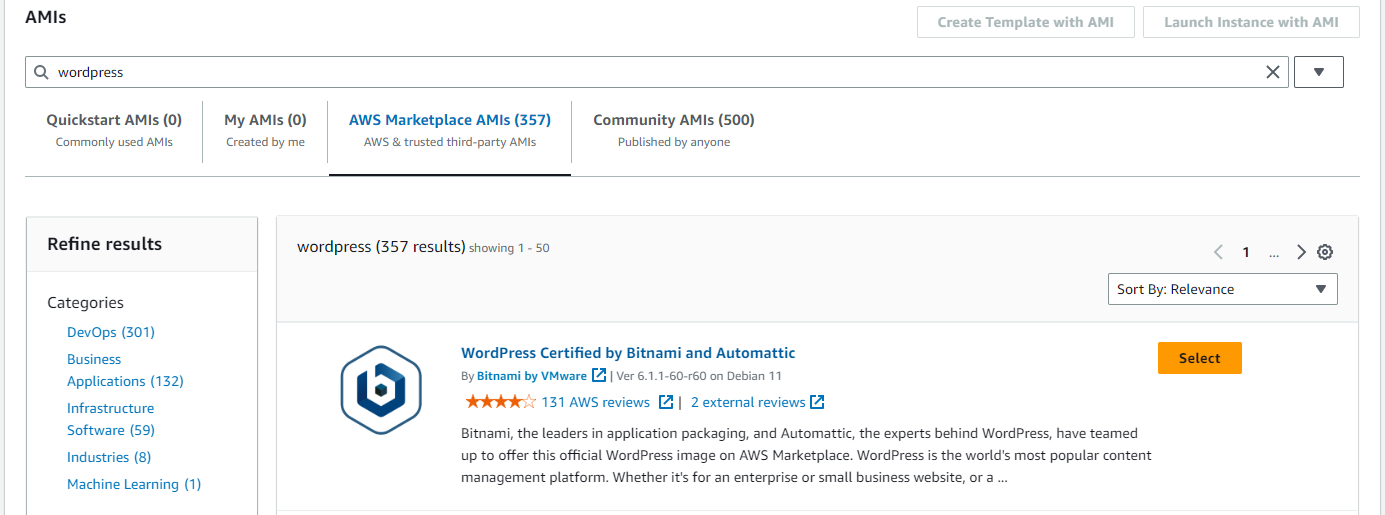 AMIs
Create Template with AMI
Launch Instance with AMI
wordpress
Quickstart AMIs (0)
Commonly used AMIs
My AMIs (0)
Created by me
AWS Marketplace AMIs (357)
AWS & trusted third-party AMIs
Community AMIs (500)
Published by anyone
Refine results
Categories
DevOps (301)
Business
Applications (132)
Infrastructure
Software (59)
Industries (8)
Machine Learning (1)
wordpress (357 results) showing 1 - 50
1 ...
Sort By: Relevance
WordPress Certified by Bitnami and Automattic
Select
By Bitnami by VMware | Ver 6.1.1-60-r60 on Debian 11
131 AWS reviews | 2 external reviews
Bitnami, the leaders in application packaging, and Automattic, the experts behind WordPress, have teamed
up to offer this official WordPress image on AWS Marketplace. WordPress is the world's most popular content
management platform. Whether it's for an enterprise or small business website, or a ...